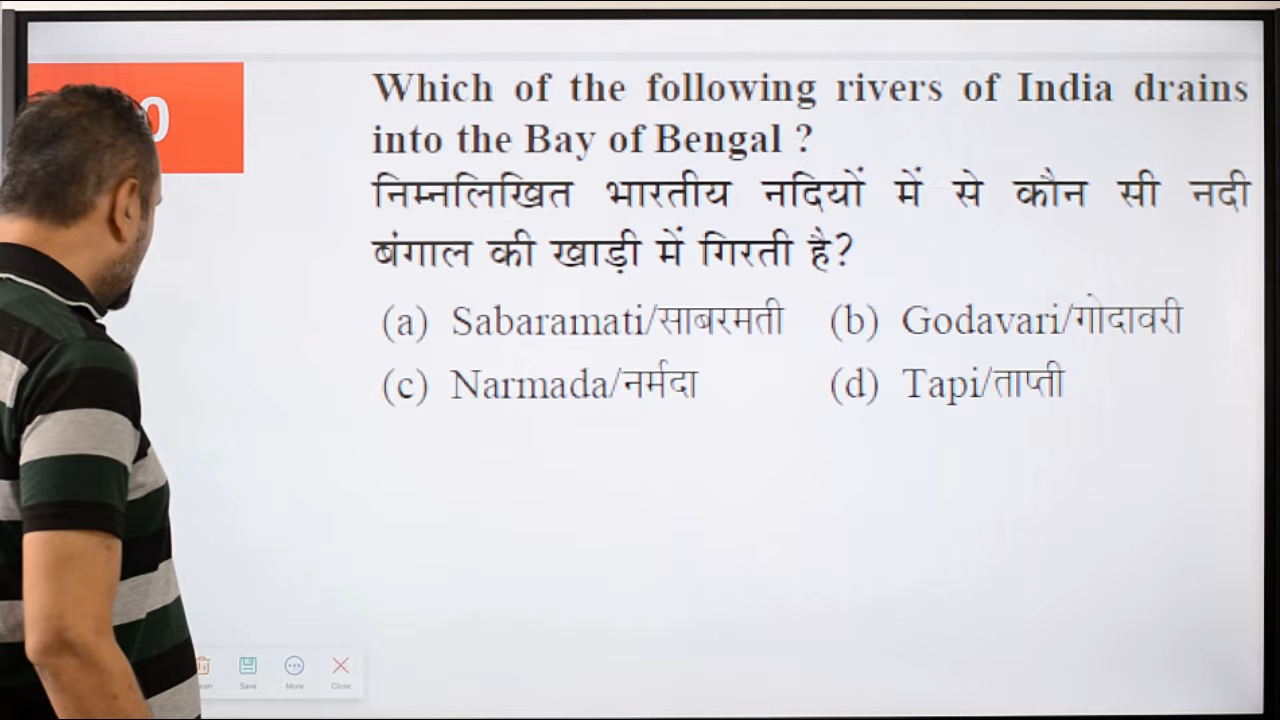 0
Which of the following rivers of India drains
into the Bay of Bengal ?
निम्नलिखित भारतीय नदियों में से कौन सी नदी
बंगाल की खाड़ी में गिरती है?
(a) Sabaramati/साबरमती (b) Godavari/गोदावरी
(c) Narmada/नर्मदा (d) Tapi/ताप्ती
Save More Close